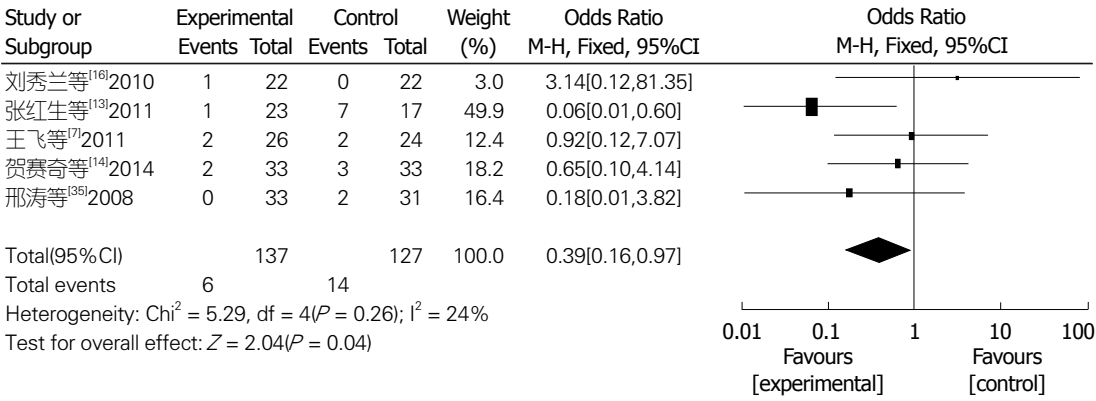 Study or Experimental Control Weight Odds Ratio Odds Ratio
Subgroup Events Total Events Total (%) M-H, Fixed, 95%CI M-H, Fixed, 95%CI
刘秀兰等[16]2010 1 22 0 22 3.0 3.14[0.12,81.35]
张红生等[13]2011 1 23 7 17 49.9 0.06[0.01,0.60]
王飞等[7]2011 2 26 2 24 12.4 0.92[0.12,7.07]
贺赛奇等[14]2014 2 33 3 33 18.2 0.65[0.10,4.14]
邢涛等[35]2008 0 33 2 31 16.4 0.18[0.01,3.82]
Total(95%CI) 137 127 100.0 0.39[0.16,0.97]
Total events 6 14
Heterogeneity: Chi² = 5.29, df = 4(P = 0.26); I² = 24%
Test for overall effect: Z = 2.04(P = 0.04)
0.01 0.1 1 10 100
Favours Favours
[experimental] [control]